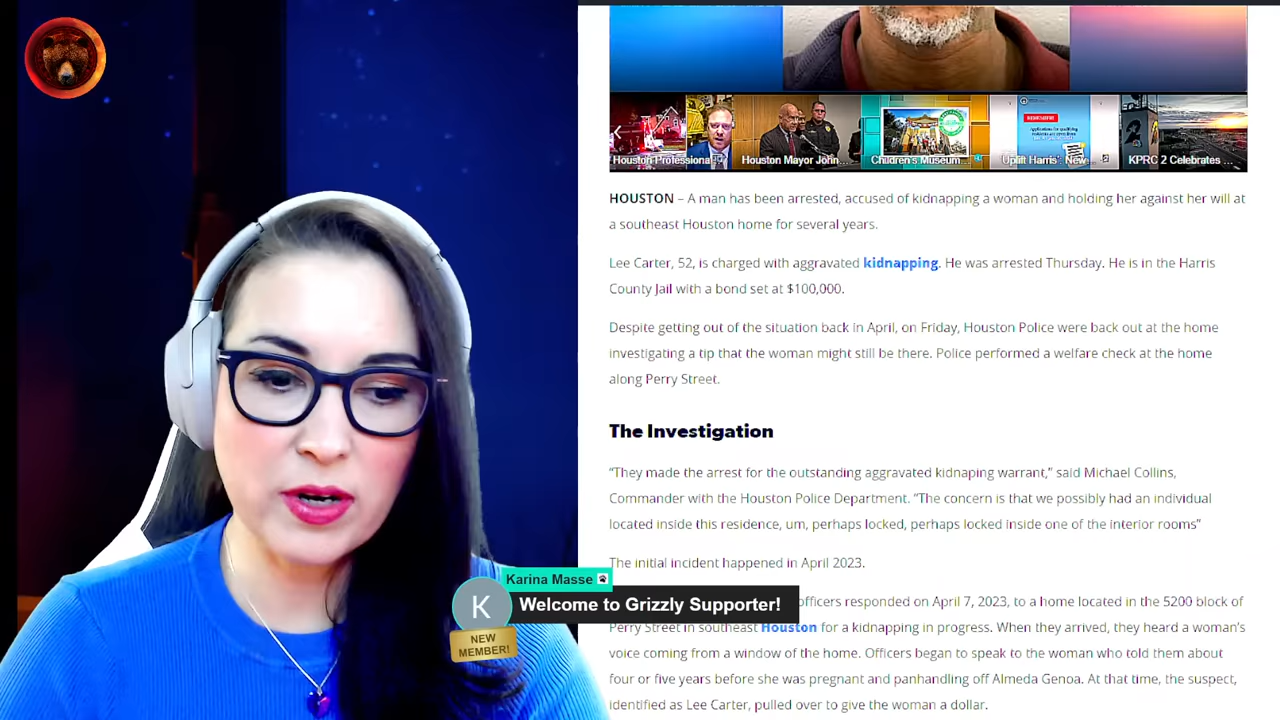 Houston Professional
Houston Mayor John...
Children's Museum...
Uplift Harris' New...
KPRC 2 Celebrates ...
HOUSTON – A man has been arrested, accused of kidnapping a woman and holding her against her will at
a southeast Houston home for several years.
Lee Carter, 52, is charged with aggravated kidnapping. He was arrested Thursday. He is in the Harris
County Jail with a bond set at $100,000.
Despite getting out of the situation back in April, on Friday, Houston Police were back out at the home
investigating a tip that the woman might still be there. Police performed a welfare check at the home
along Perry Street.
The Investigation
“They made the arrest for the outstanding aggravated kidnaping warrant,” said Michael Collins,
Commander with the Houston Police Department. “The concern is that we possibly had an individual
located inside this residence, um, perhaps locked, perhaps locked inside one of the interior rooms”
The initial incident happened in April 2023.
Karina Masse
K
Welcome to Grizzly Supporter!
NEW
MEMBER!
officers responded on April 7, 2023, to a home located in the 5200 block of
Perry Street in southeast Houston for a kidnapping in progress. When they arrived, they heard a woman’s
voice coming from a window of the home. Officers began to speak to the woman who told them about
four or five years before she was pregnant and panhandling off Almeda Genoa. At that time, the suspect,
identified as Lee Carter, pulled over to give the woman a dollar.